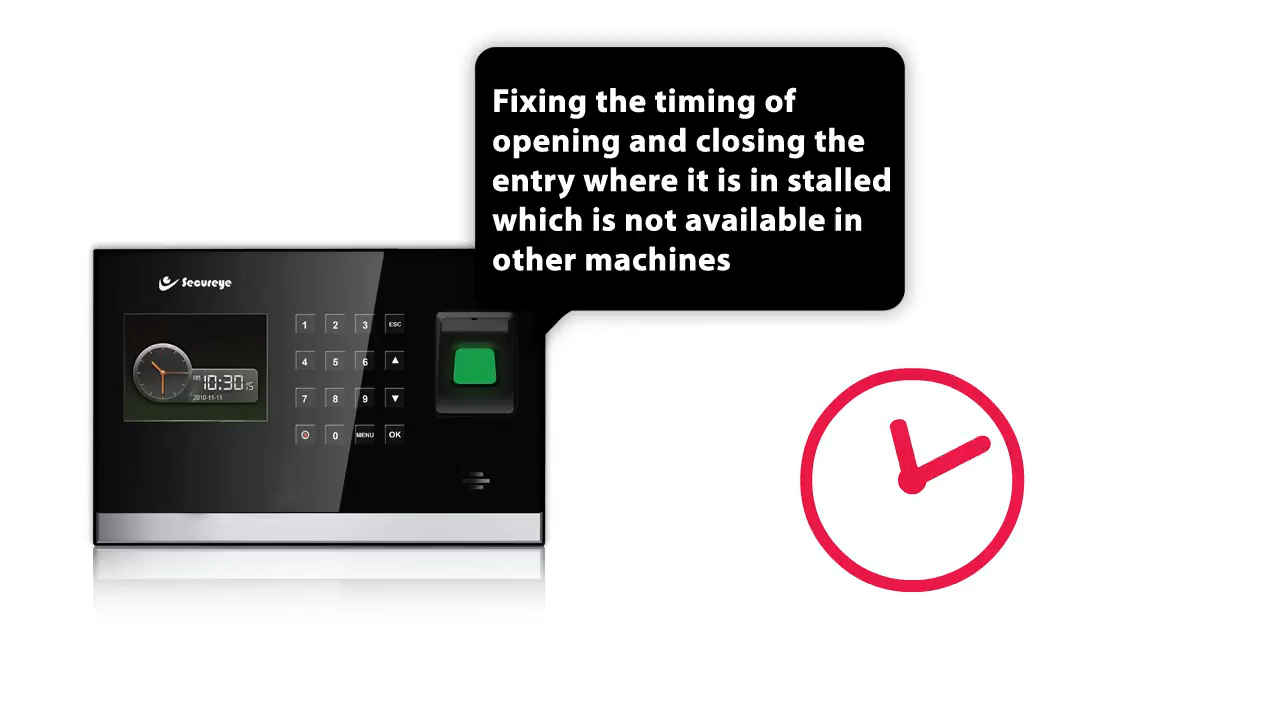 Fixing the timing of
opening and closing the
entry where it is in stalled
which is not available in
other machines
Secureye
1 2 3 ESC
4 5 6 ▲
10:30 15
2010-11-11
7 8 9 ▼
0 MENU OK